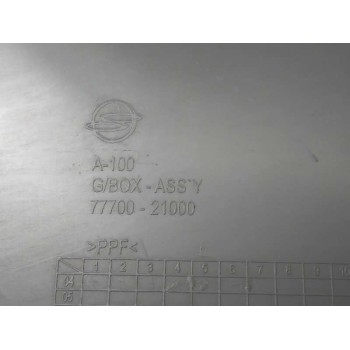 A-100
G/BOX - ASS'Y
77700 - 21000
>PPF<
1 2 3 4 5 6 7 8 9 10